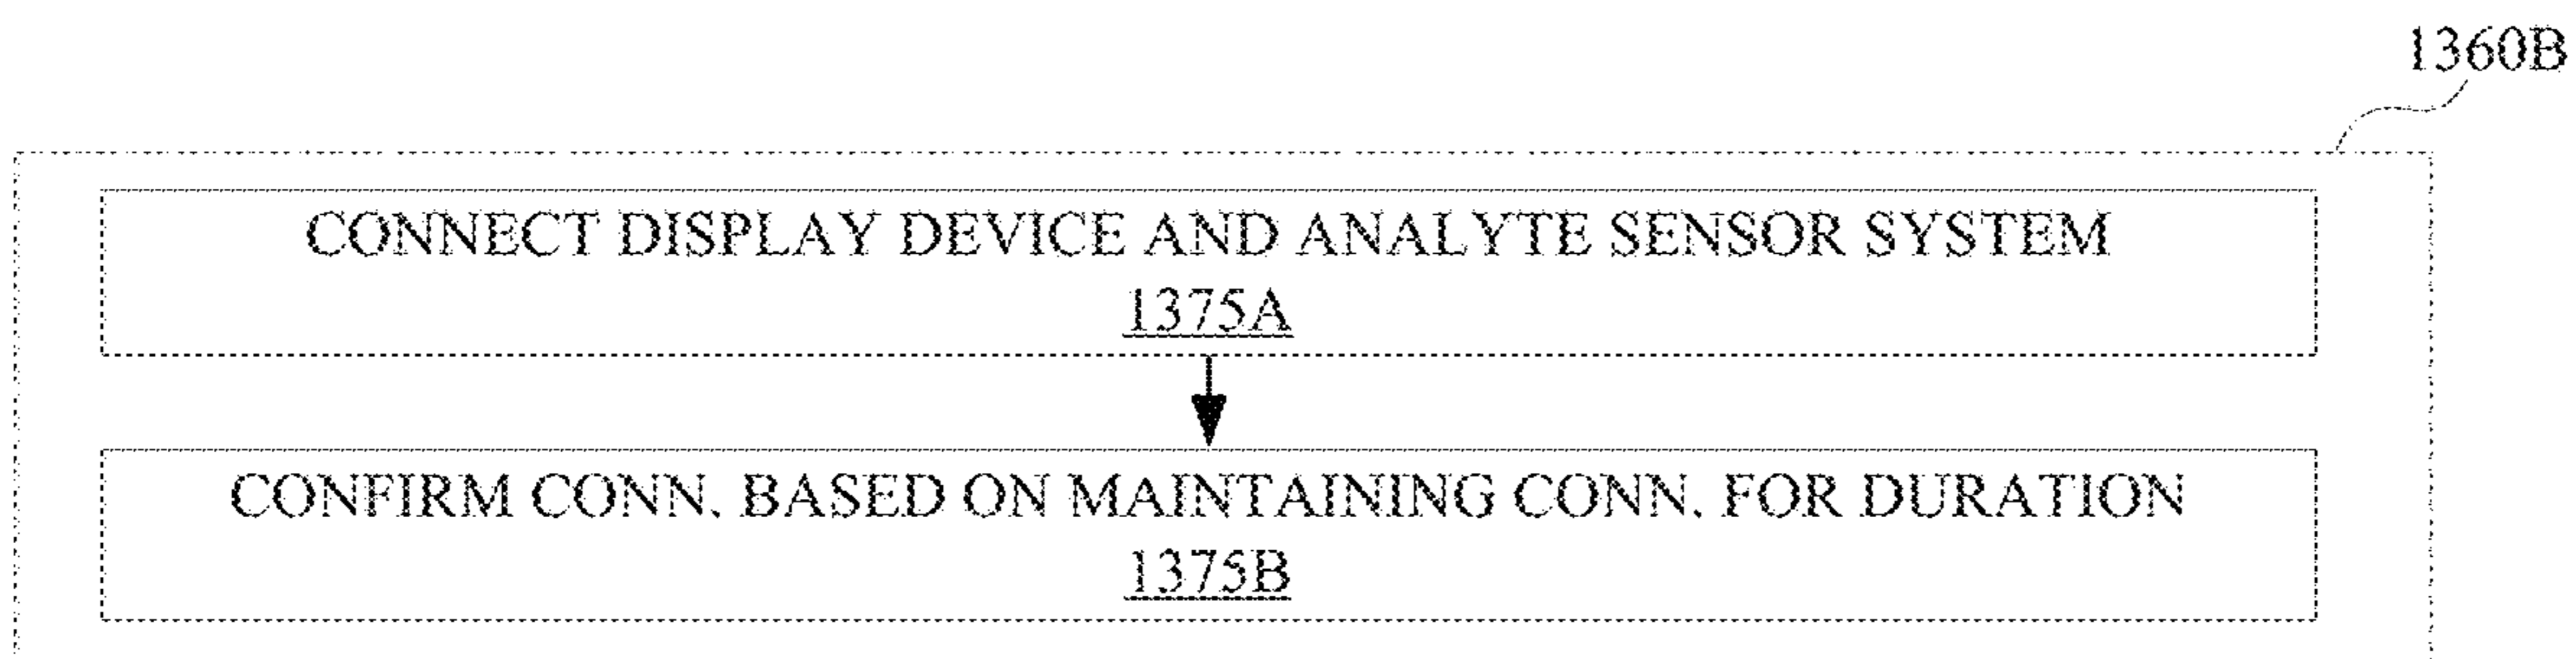 1360B
CONNECT DISPLAY DEVICE AND ANALYTE SENSOR SYSTEM
1375A
CONFIRM CONN. BASED ON MAINTAINING CONN. FOR DURATION
1375B